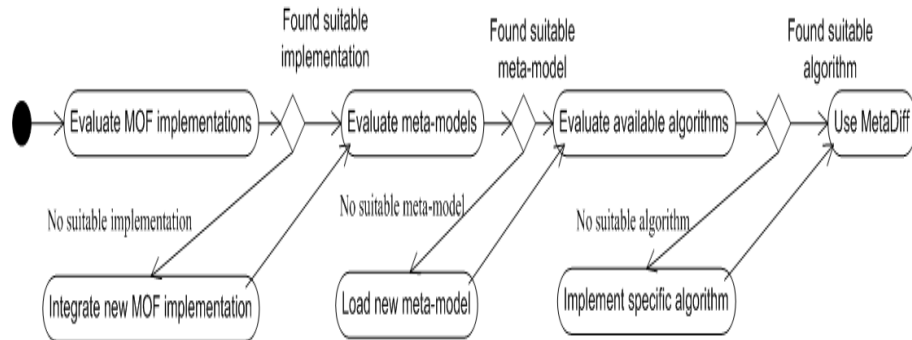 Found suitable
implementation
Found suitable
meta-model
Found suitable
algorithm
Evaluate MOF implementations
Evaluate meta-models
Evaluate available algorithms
Use MetaDiff
No suitable implementation
No suitable meta-model
No suitable algorithm
Integrate new MOF implementation
Load new meta-model
Implement specific algorithm